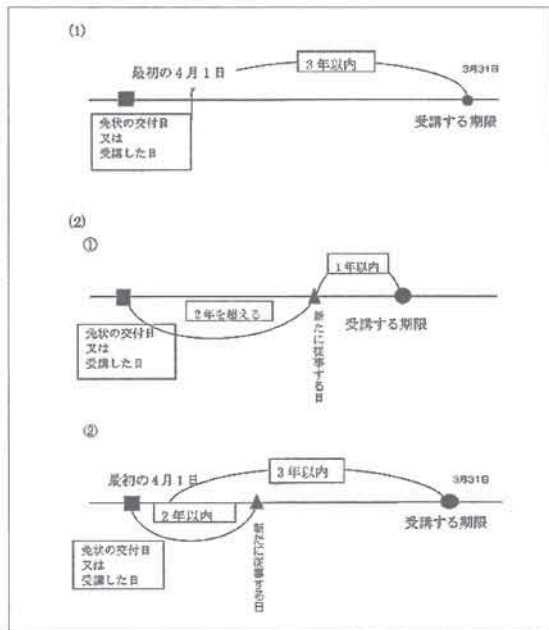 (1)
最初の4月1日
3年以内
3月31日
免状の交付日
又は
受講した日
受講する期限
(2)
①
1年以内
2年を超える
免状の交付日
又は
受講した日
新たに従事する日
受講する期限
②
最初の4月1日
3年以内
3月31日
2年以内
免状の交付日
又は
受講した日
新たに従事する日
受講する期限